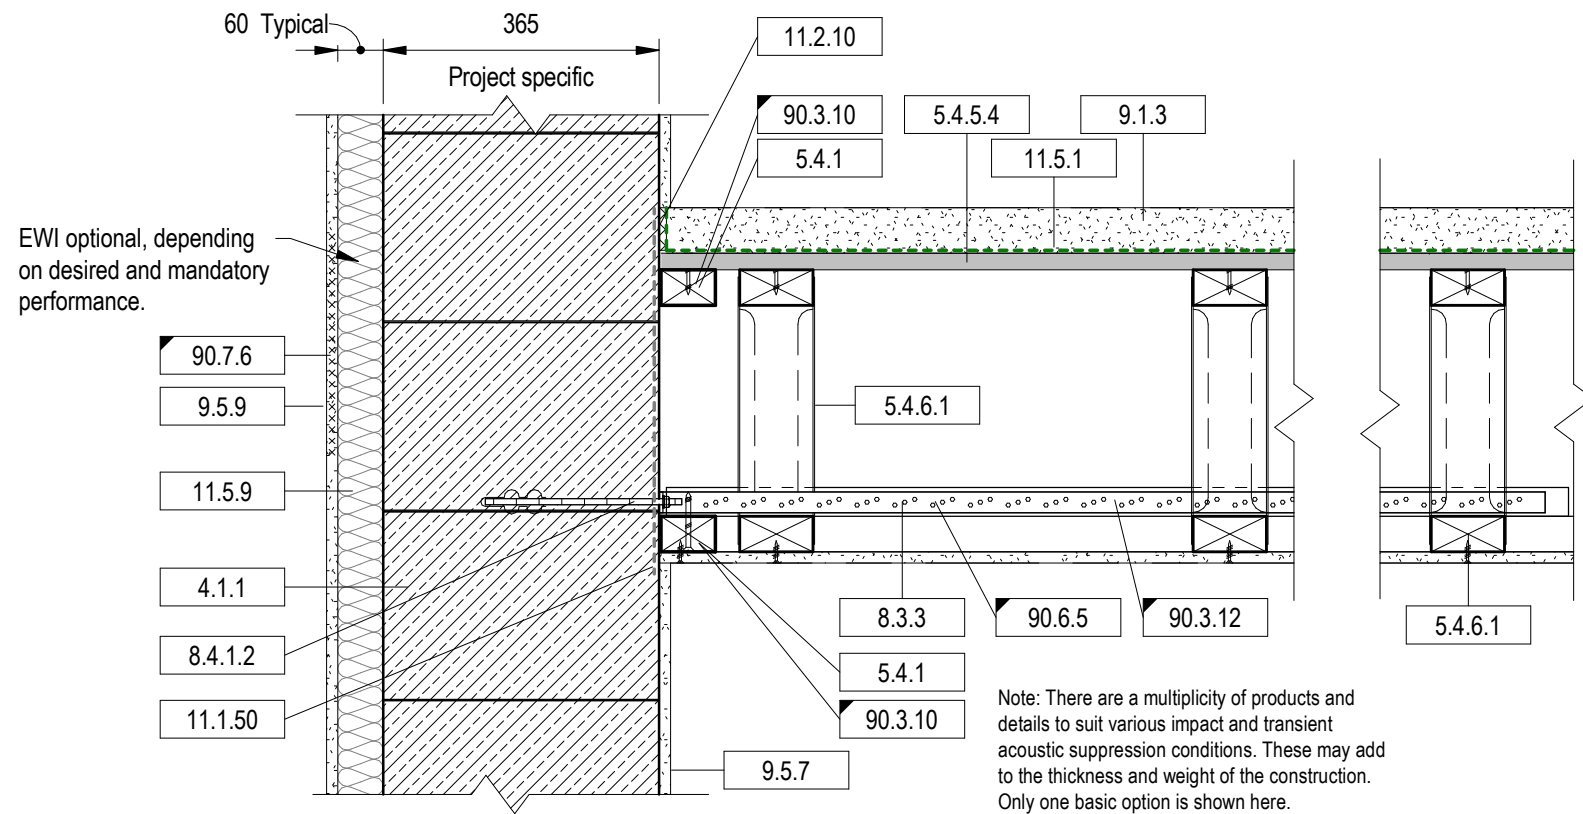 60 Typical
365
Project specific
11.2.10
90.3.10
5.4.1
5.4.5.4
9.1.3
11.5.1
EWI optional, depending
on desired and mandatory
performance.
90.7.6
9.5.9
11.5.9
4.1.1
8.4.1.2
11.1.50
5.4.6.1
8.3.3
90.6.5
90.3.12
5.4.6.1
5.4.1
90.3.10
9.5.7
Note: There are a multiplicity of products and
details to suit various impact and transient
acoustic suppression conditions. These may add
to the thickness and weight of the construction.
Only one basic option is shown here.